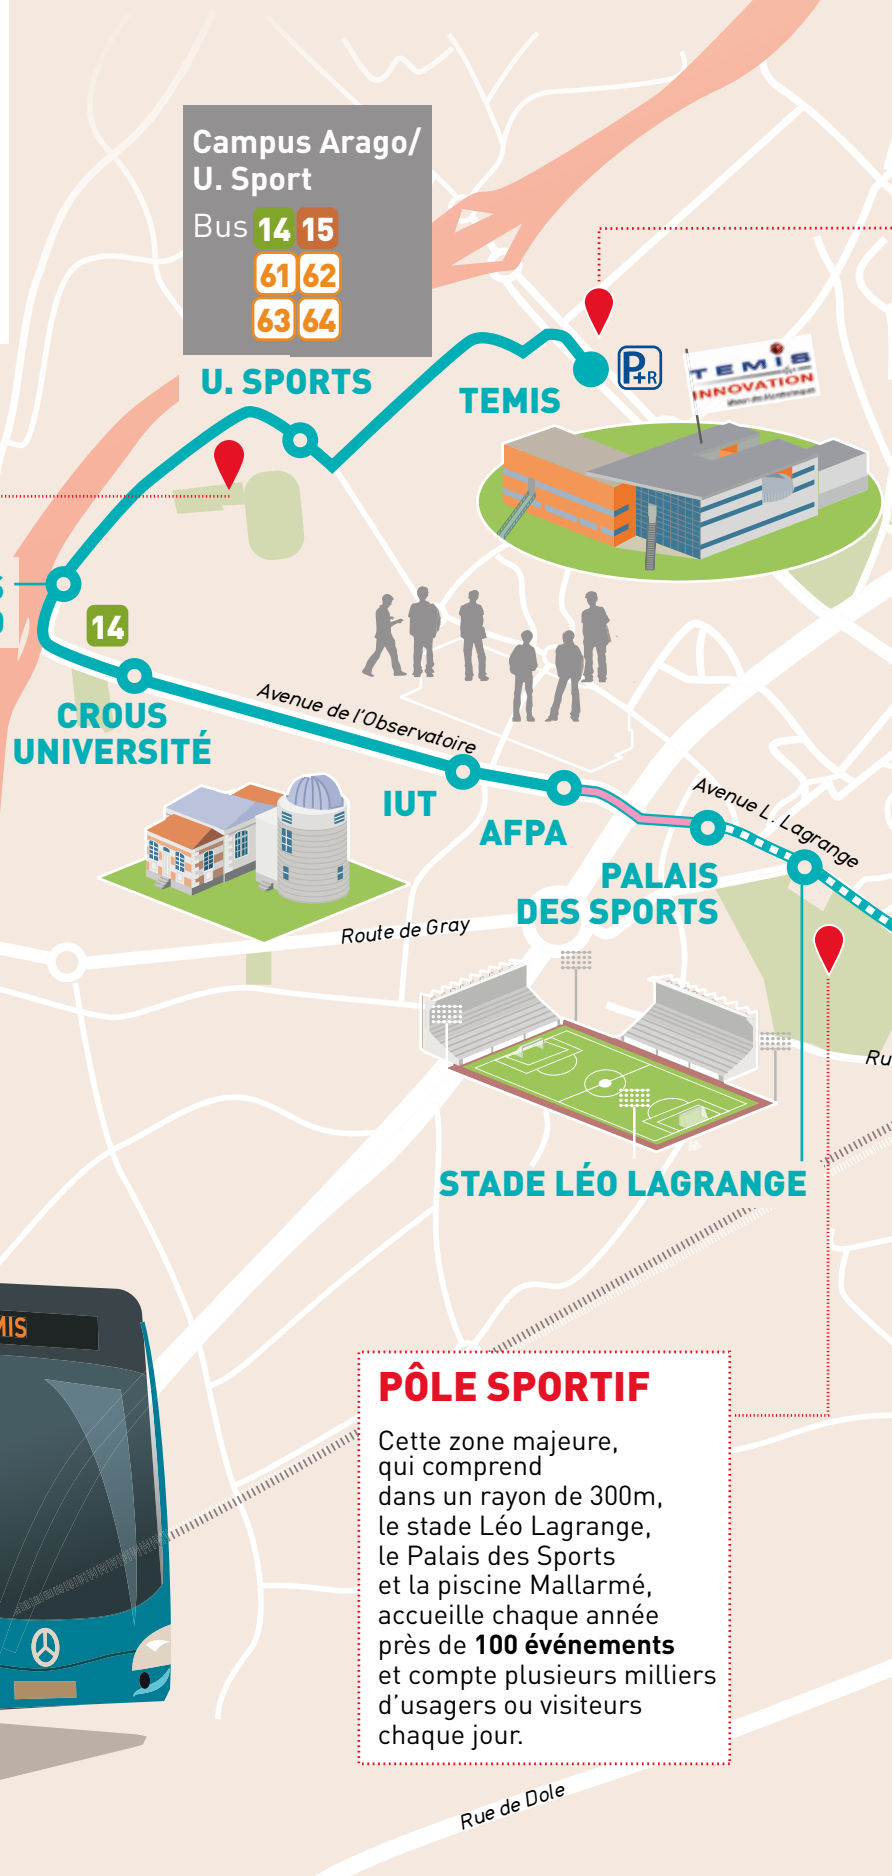 Campus Arago/
U. Sport
Bus 14 15
61 62
63 64
U. SPORTS
TEMIS
P+R
TEMIS
INNOVATION
14
CROUS
UNIVERSITÉ
Avenue de l'Observatoire
IUT
AFPA
Avenue L. Lagrange
PALAIS
DES SPORTS
Route de Gray
Ru
STADE LÉO LAGRANGE
MIS
PÔLE SPORTIF
Cette zone majeure,
qui comprend
dans un rayon de 300m,
le stade Léo Lagrange,
le Palais des Sports
et la piscine Mallarmé,
accueille chaque année
près de 100 événements
et compte plusieurs milliers
d'usagers ou visiteurs
chaque jour.
Rue de Dole